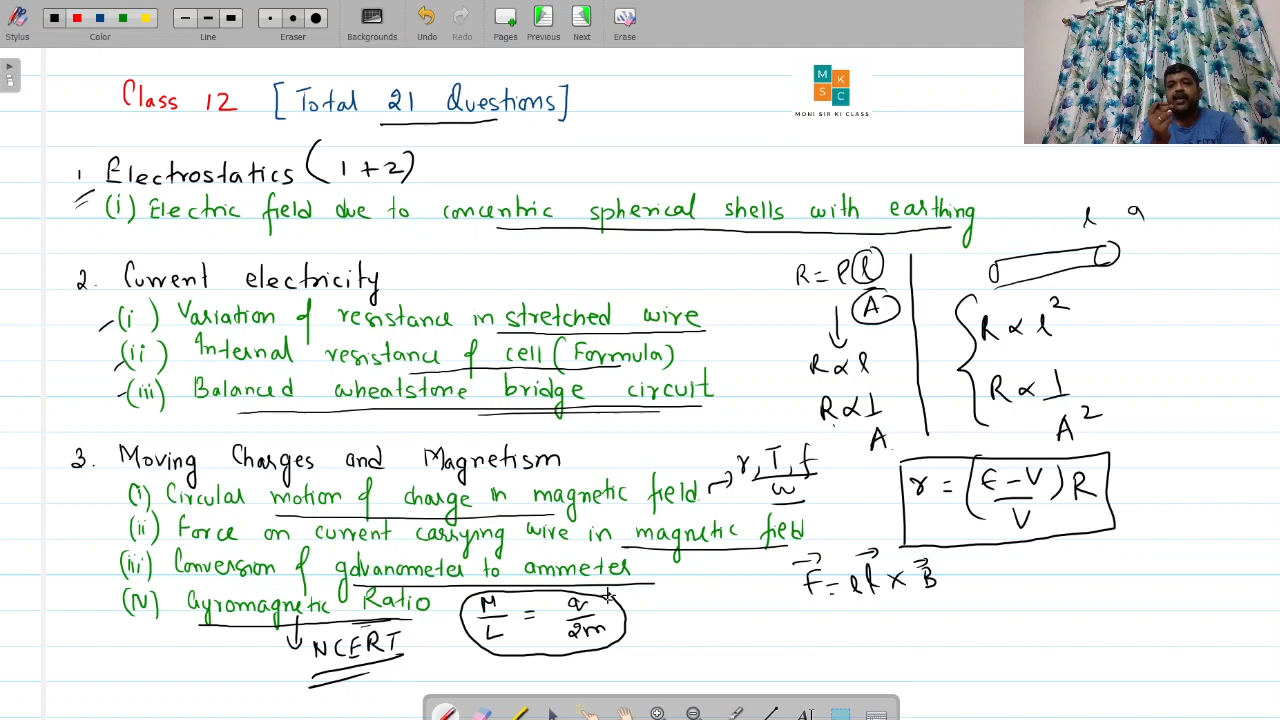 Stylus
Color
Line
Eraser
Backgrounds
Undo
Redo
Pages
Previous
Next
Erase
Class 12 [Total 21 Questions]
M K
S C
MONI SIR KI CLASS
1. Electrostatics (1+2)
(i) Electric field due to concentric spherical shells with earthing
2. Current electricity
(i) Variation of resistance in stretched wire
(ii) Internal resistance of cell (Formula)
(iii) Balanced wheatstone bridge circuit
R = ρ l
A
R ∝ l
R ∝ 1
A
l a
R ∝ l²
R ∝ 1
A²
3. Moving Charges and Magnetism
(i) Circular motion of charge in magnetic field → r, T, f
ω
(ii) Force on current carrying wire in magnetic field
(iii) Conversion of galvanometer to ammeter
(iv) Gyromagnetic Ratio
NCERT
M/L = q/2m
r = (E-V/V) R